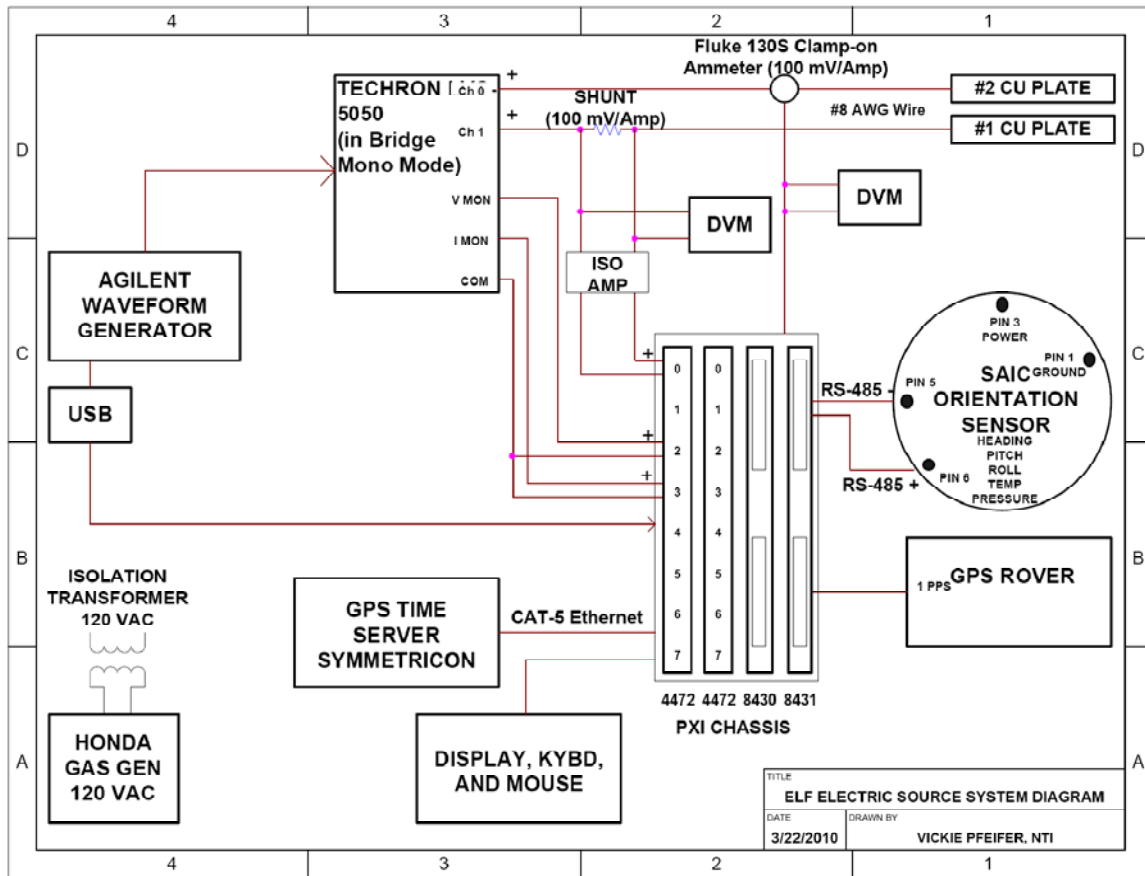 4 3 2 1
D
C
B
A
TECHRON
5050
(in Bridge
Mono Mode)
Ch 0
+
Ch 1
+
V MON
I MON
COM
SHUNT
(100 mV/Amp)
Fluke 130S Clamp-on
Ammeter (100 mV/Amp)
#8 AWG Wire
#2 CU PLATE
#1 CU PLATE
DVM
DVM
ISO
AMP
AGILENT
WAVEFORM
GENERATOR
USB
+
+
+
0
1
2
3
4
5
6
7
0
1
2
3
4
5
6
7
4472 4472 8430 8431
PXI CHASSIS
RS-485 -
RS-485 +
PIN 3
POWER
PIN 1
GROUND
PIN 5
PIN 6
SAIC
ORIENTATION
SENSOR
HEADING
PITCH
ROLL
TEMP
PRESSURE
1 PPS
GPS ROVER
ISOLATION
TRANSFORMER
120 VAC
HONDA
GAS GEN
120 VAC
GPS TIME
SERVER
SYMMETRICON
CAT-5 Ethernet
DISPLAY, KYBD,
AND MOUSE
TITLE
ELF ELECTRIC SOURCE SYSTEM DIAGRAM
DATE
3/22/2010
DRAWN BY
VICKIE PFEIFER, NTI
D
C
B
A
4 3 2 1